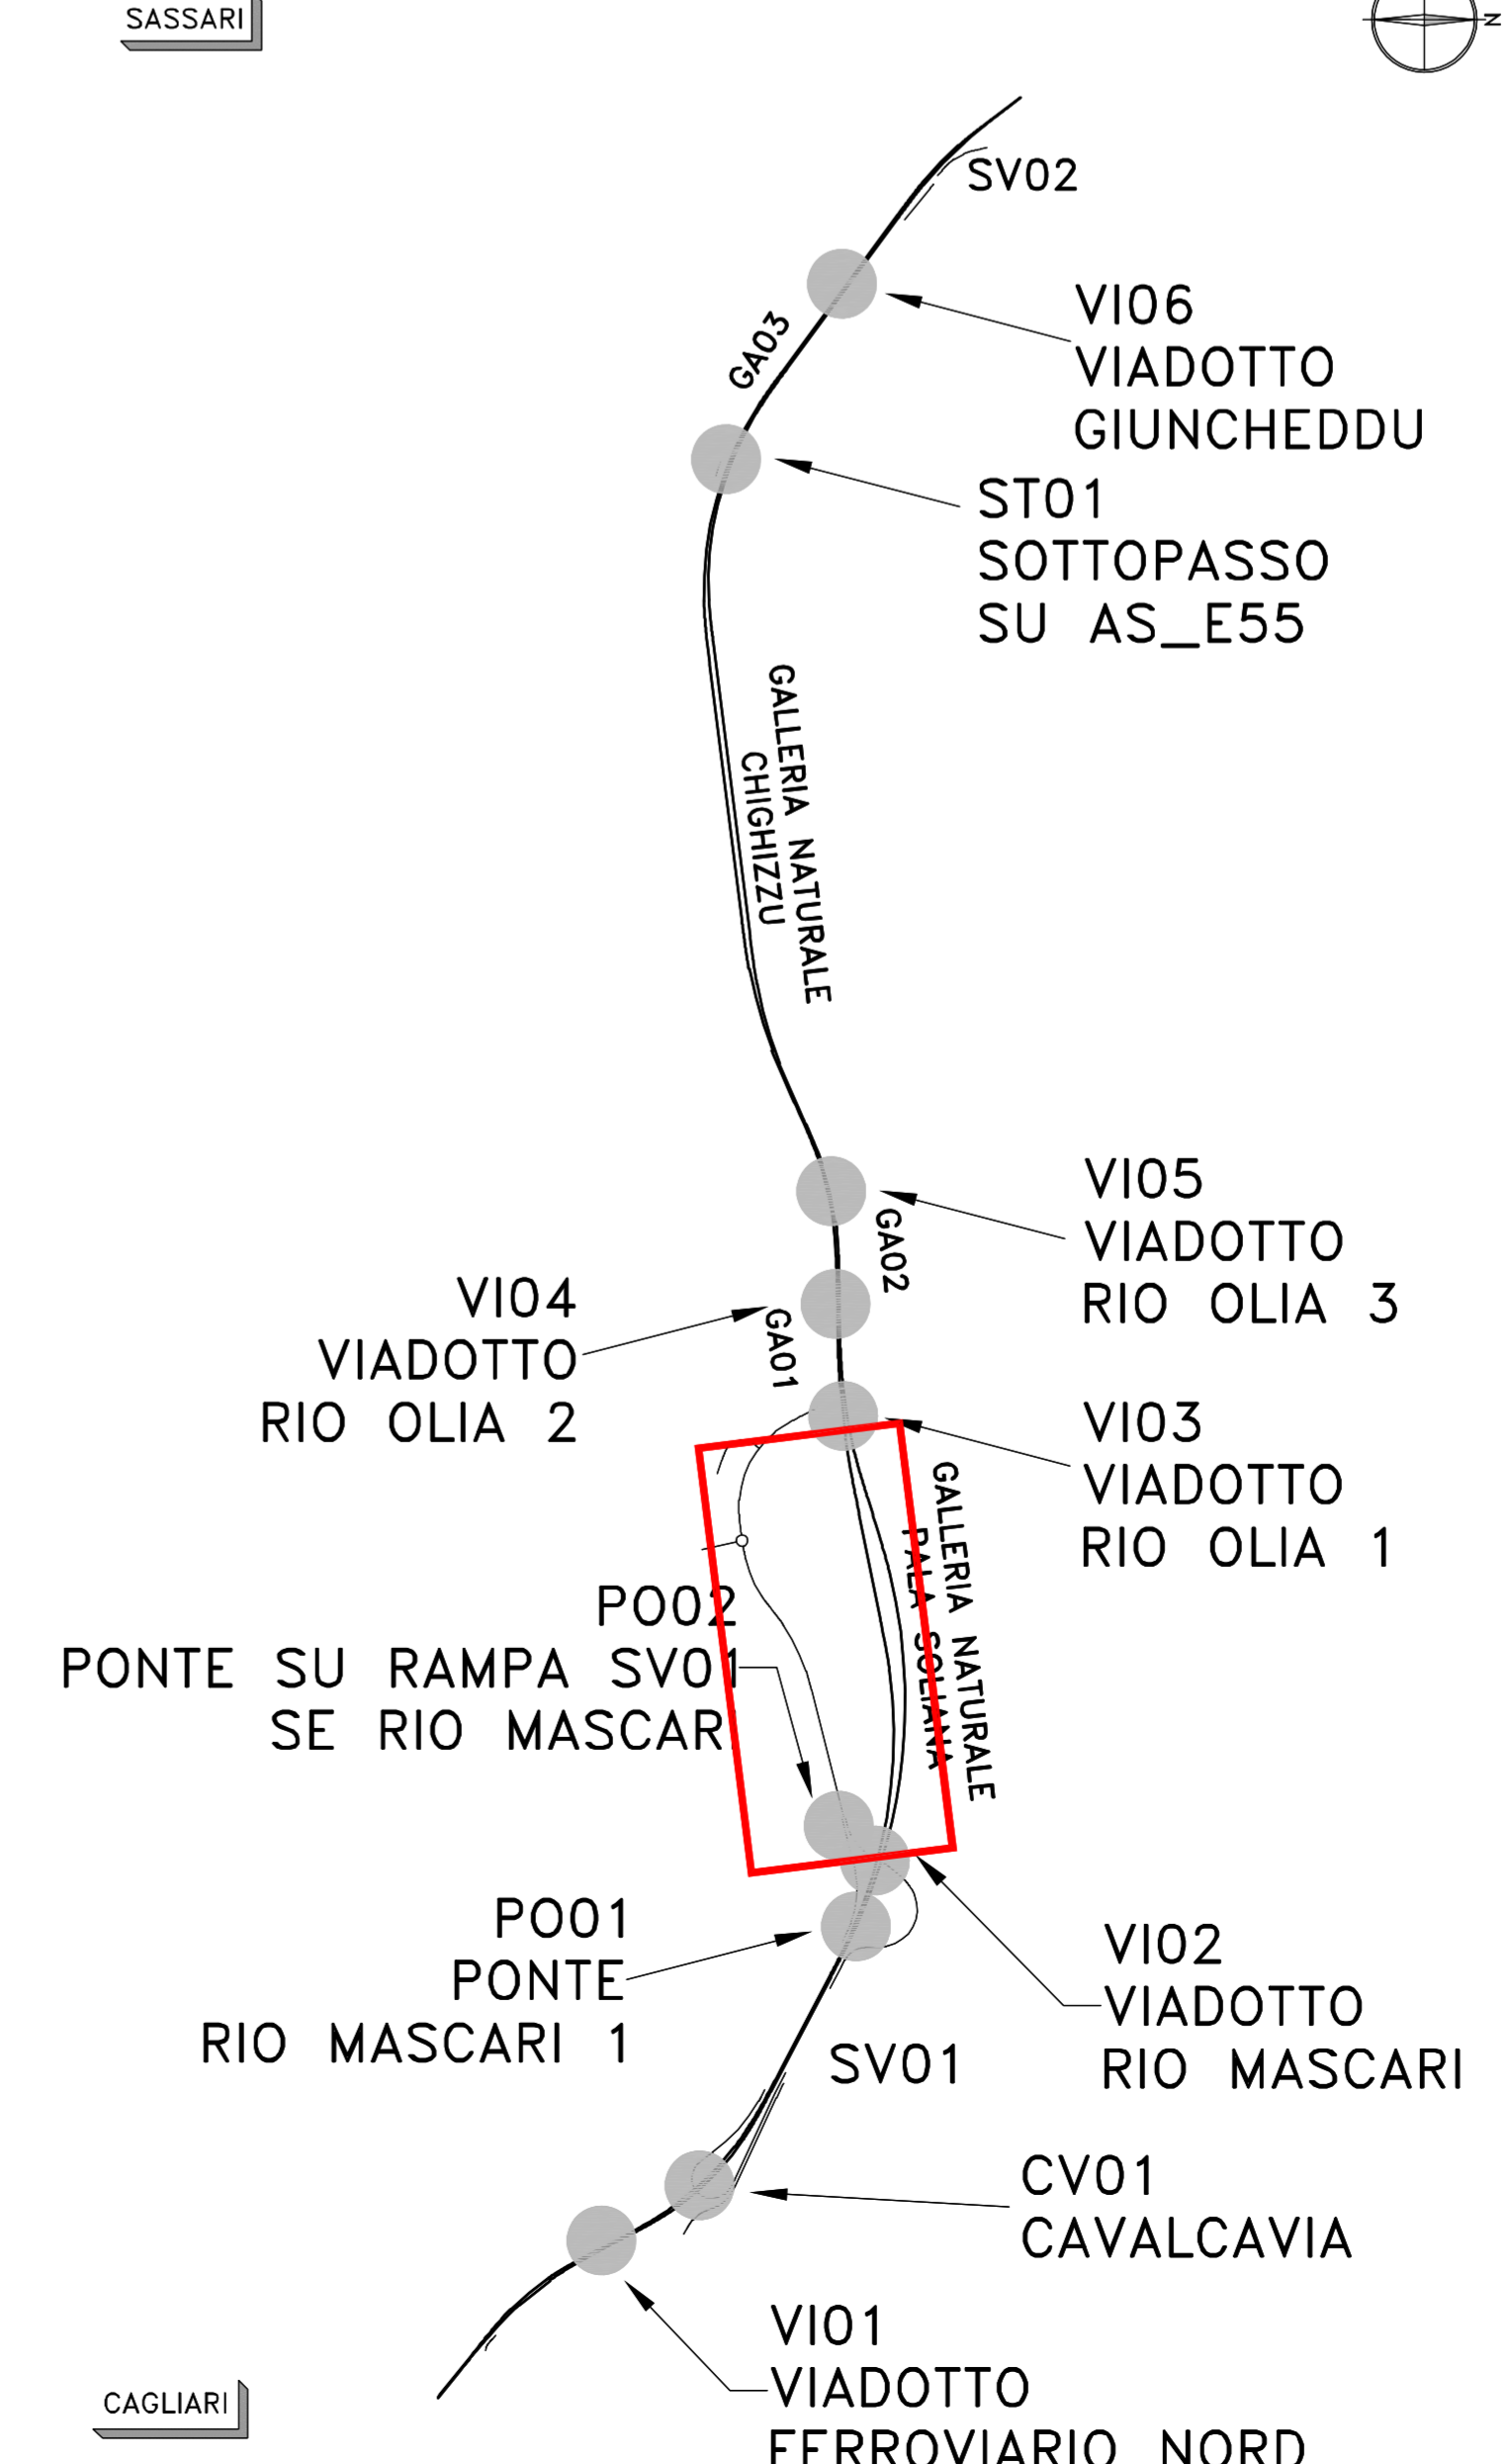 SASSARI
N
SV02
VI06
VIADOTTO
GIUNCHEDDU
GA03
ST01
SOTTOPASSO
SU AS_E55
GALLERIA NATURALE
CHIGHIZZU
VI05
VIADOTTO
RIO OLIA 3
GA02
VI04
VIADOTTO
RIO OLIA 2
GA01
VI03
VIADOTTO
RIO OLIA 1
GALLERIA NATURALE
PALA SOLIANA
PO02
PONTE SU RAMPA SV01
SE RIO MASCARI
PO01
PONTE
RIO MASCARI 1
VI02
VIADOTTO
RIO MASCARI
SV01
CV01
CAVALCAVIA
VI01
VIADOTTO
FERROVIARIO NORD
CAGLIARI